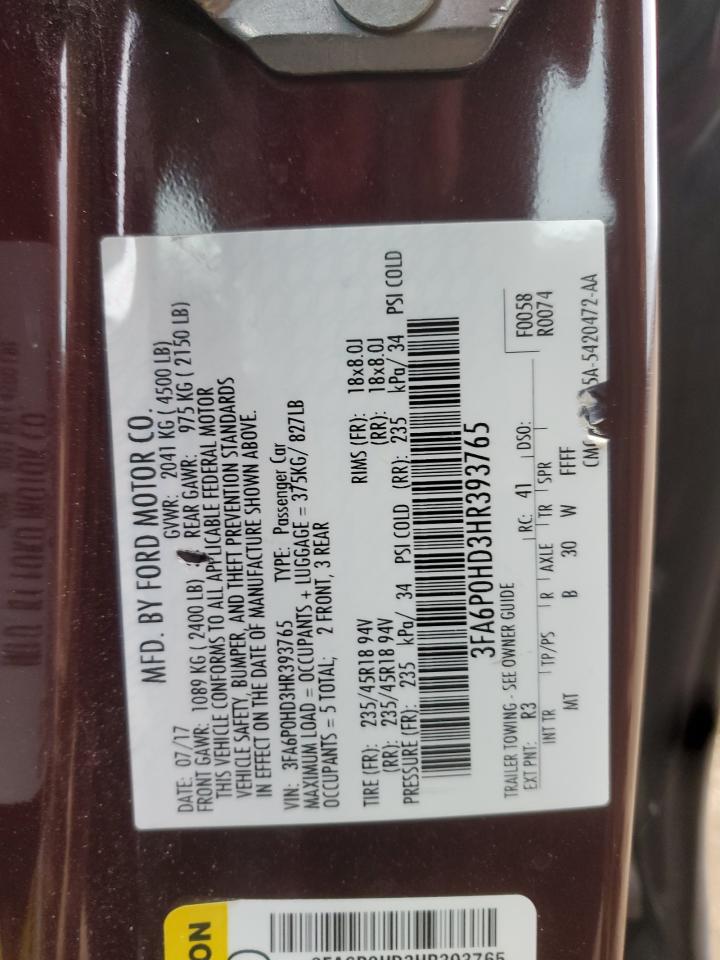 MFD. BY FORD MOTOR CO.
DATE: 07/17 GVWR: 2041 KG ( 4500 LB)
FRONT GAWR: 1089 KG ( 2400 LB) REAR GAWR: 975 KG ( 2150 LB)
THIS VEHICLE CONFORMS TO ALL APPLICABLE FEDERAL MOTOR
VEHICLE SAFETY, BUMPER, AND THEFT PREVENTION STANDARDS
IN EFFECT ON THE DATE OF MANUFACTURE SHOWN ABOVE.
VIN: 3FA6P0HD3HR393765 TYPE: Passenger Car
MAXIMUM LOAD = OCCUPANTS + LUGGAGE = 375KG/ 827LB
OCCUPANTS = 5 TOTAL; 2 FRONT, 3 REAR
TIRE (FR): 235/45R18 94V RIMS (FR): 18x8.0J
(RR): 235/45R18 94V (RR): 18x8.0J
PRESSURE (FR): 235 kPa/ 34 PSI COLD (RR): 235 kPa/ 34 PSI COLD
3FA6P0HD3HR393765
TRAILER TOWING - SEE OWNER GUIDE F0058
EXT PNT: R3 RC: 41 DSO: R0074
INT TR TP/PS R AXLE TR SPR
MT B 30 W FFFF
5A-5420472-AA
ON
3FA6P0HD3HR393765